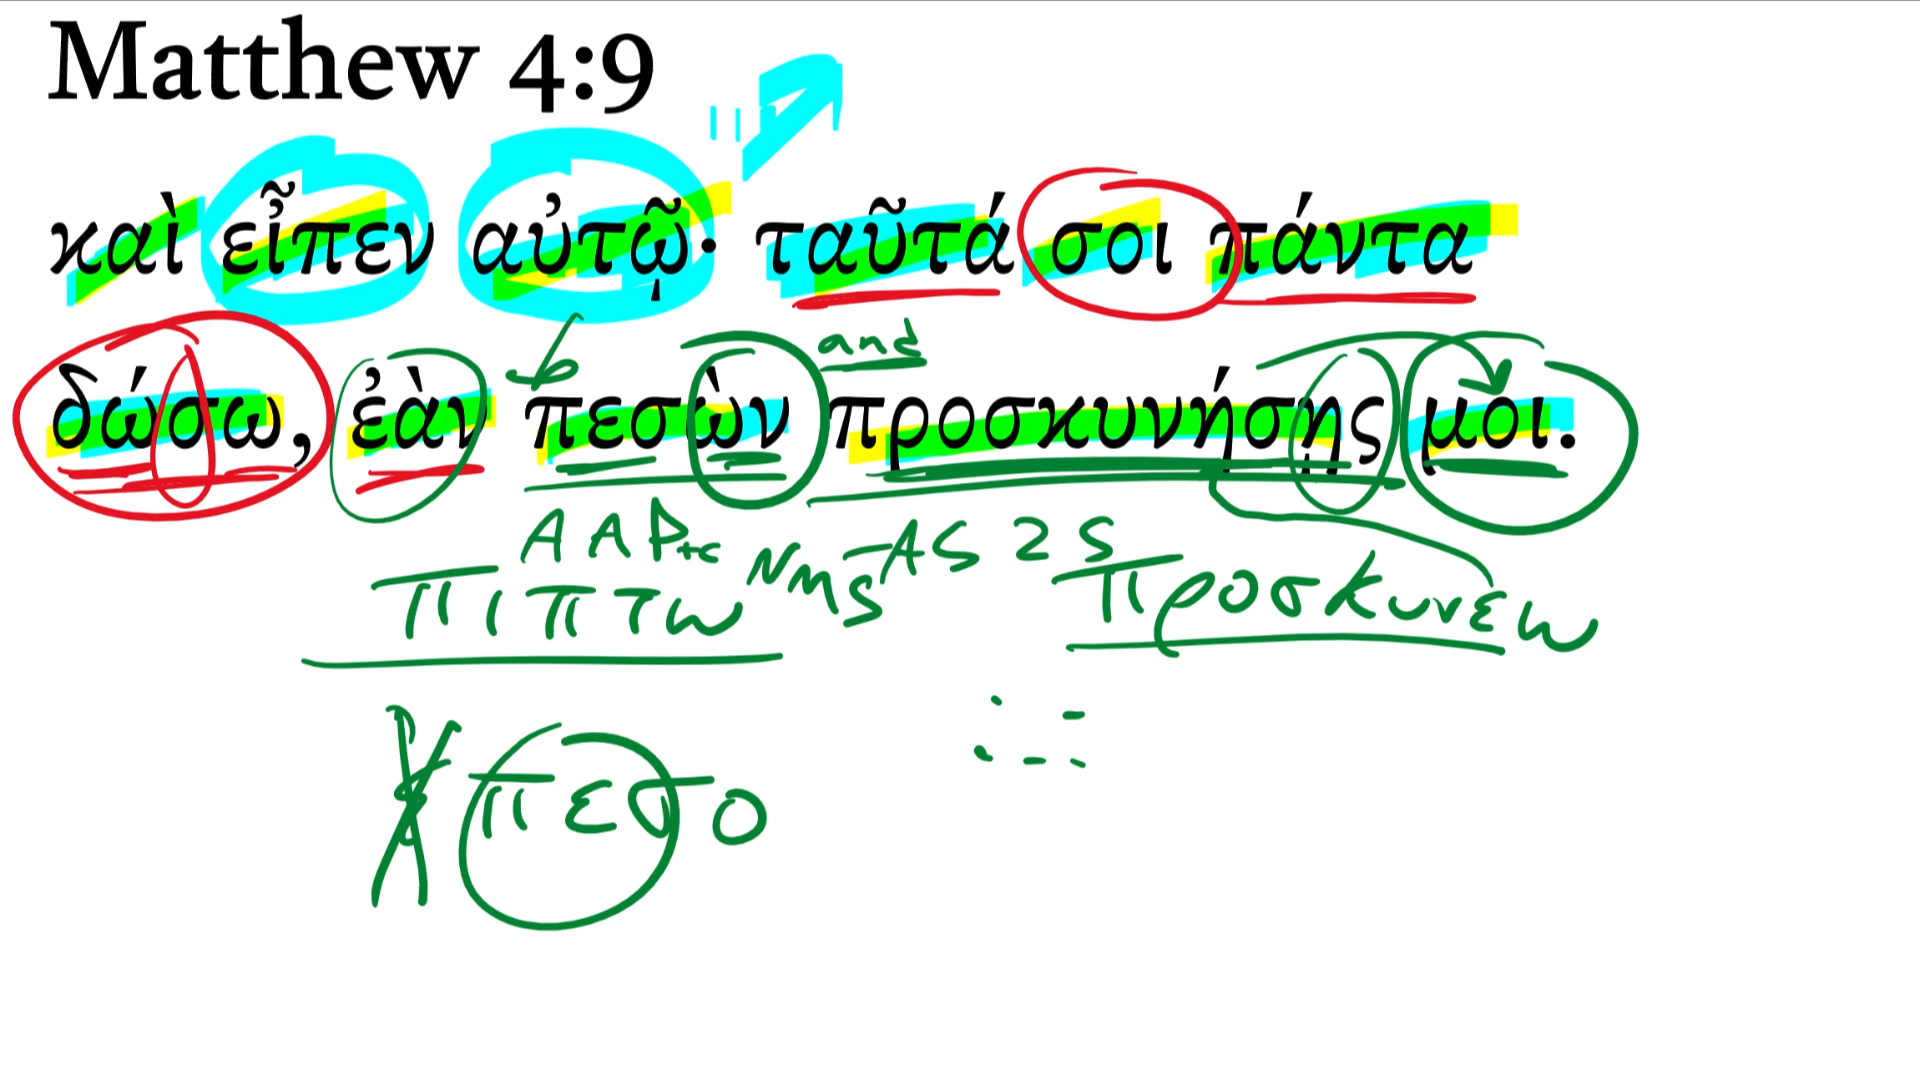 Matthew 4:9
καὶ εἶπεν αὐτῷ· ταῦτά σοι πάντα
and
δώσω, ἐὰν πεσὼν προσκυνήσῃς μοι.
AAPtc NMS AS 2S
πιπτω προσκυνεω
πεσο